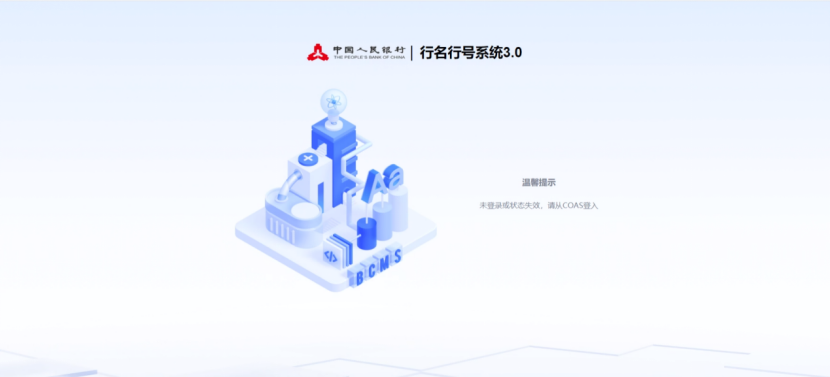 中国人民银行 | 行名行号系统3.0
THE PEOPLE'S BANK OF CHINA
Aa
温馨提示
未登录或状态失效，请从COAS登入
</>
BCMS